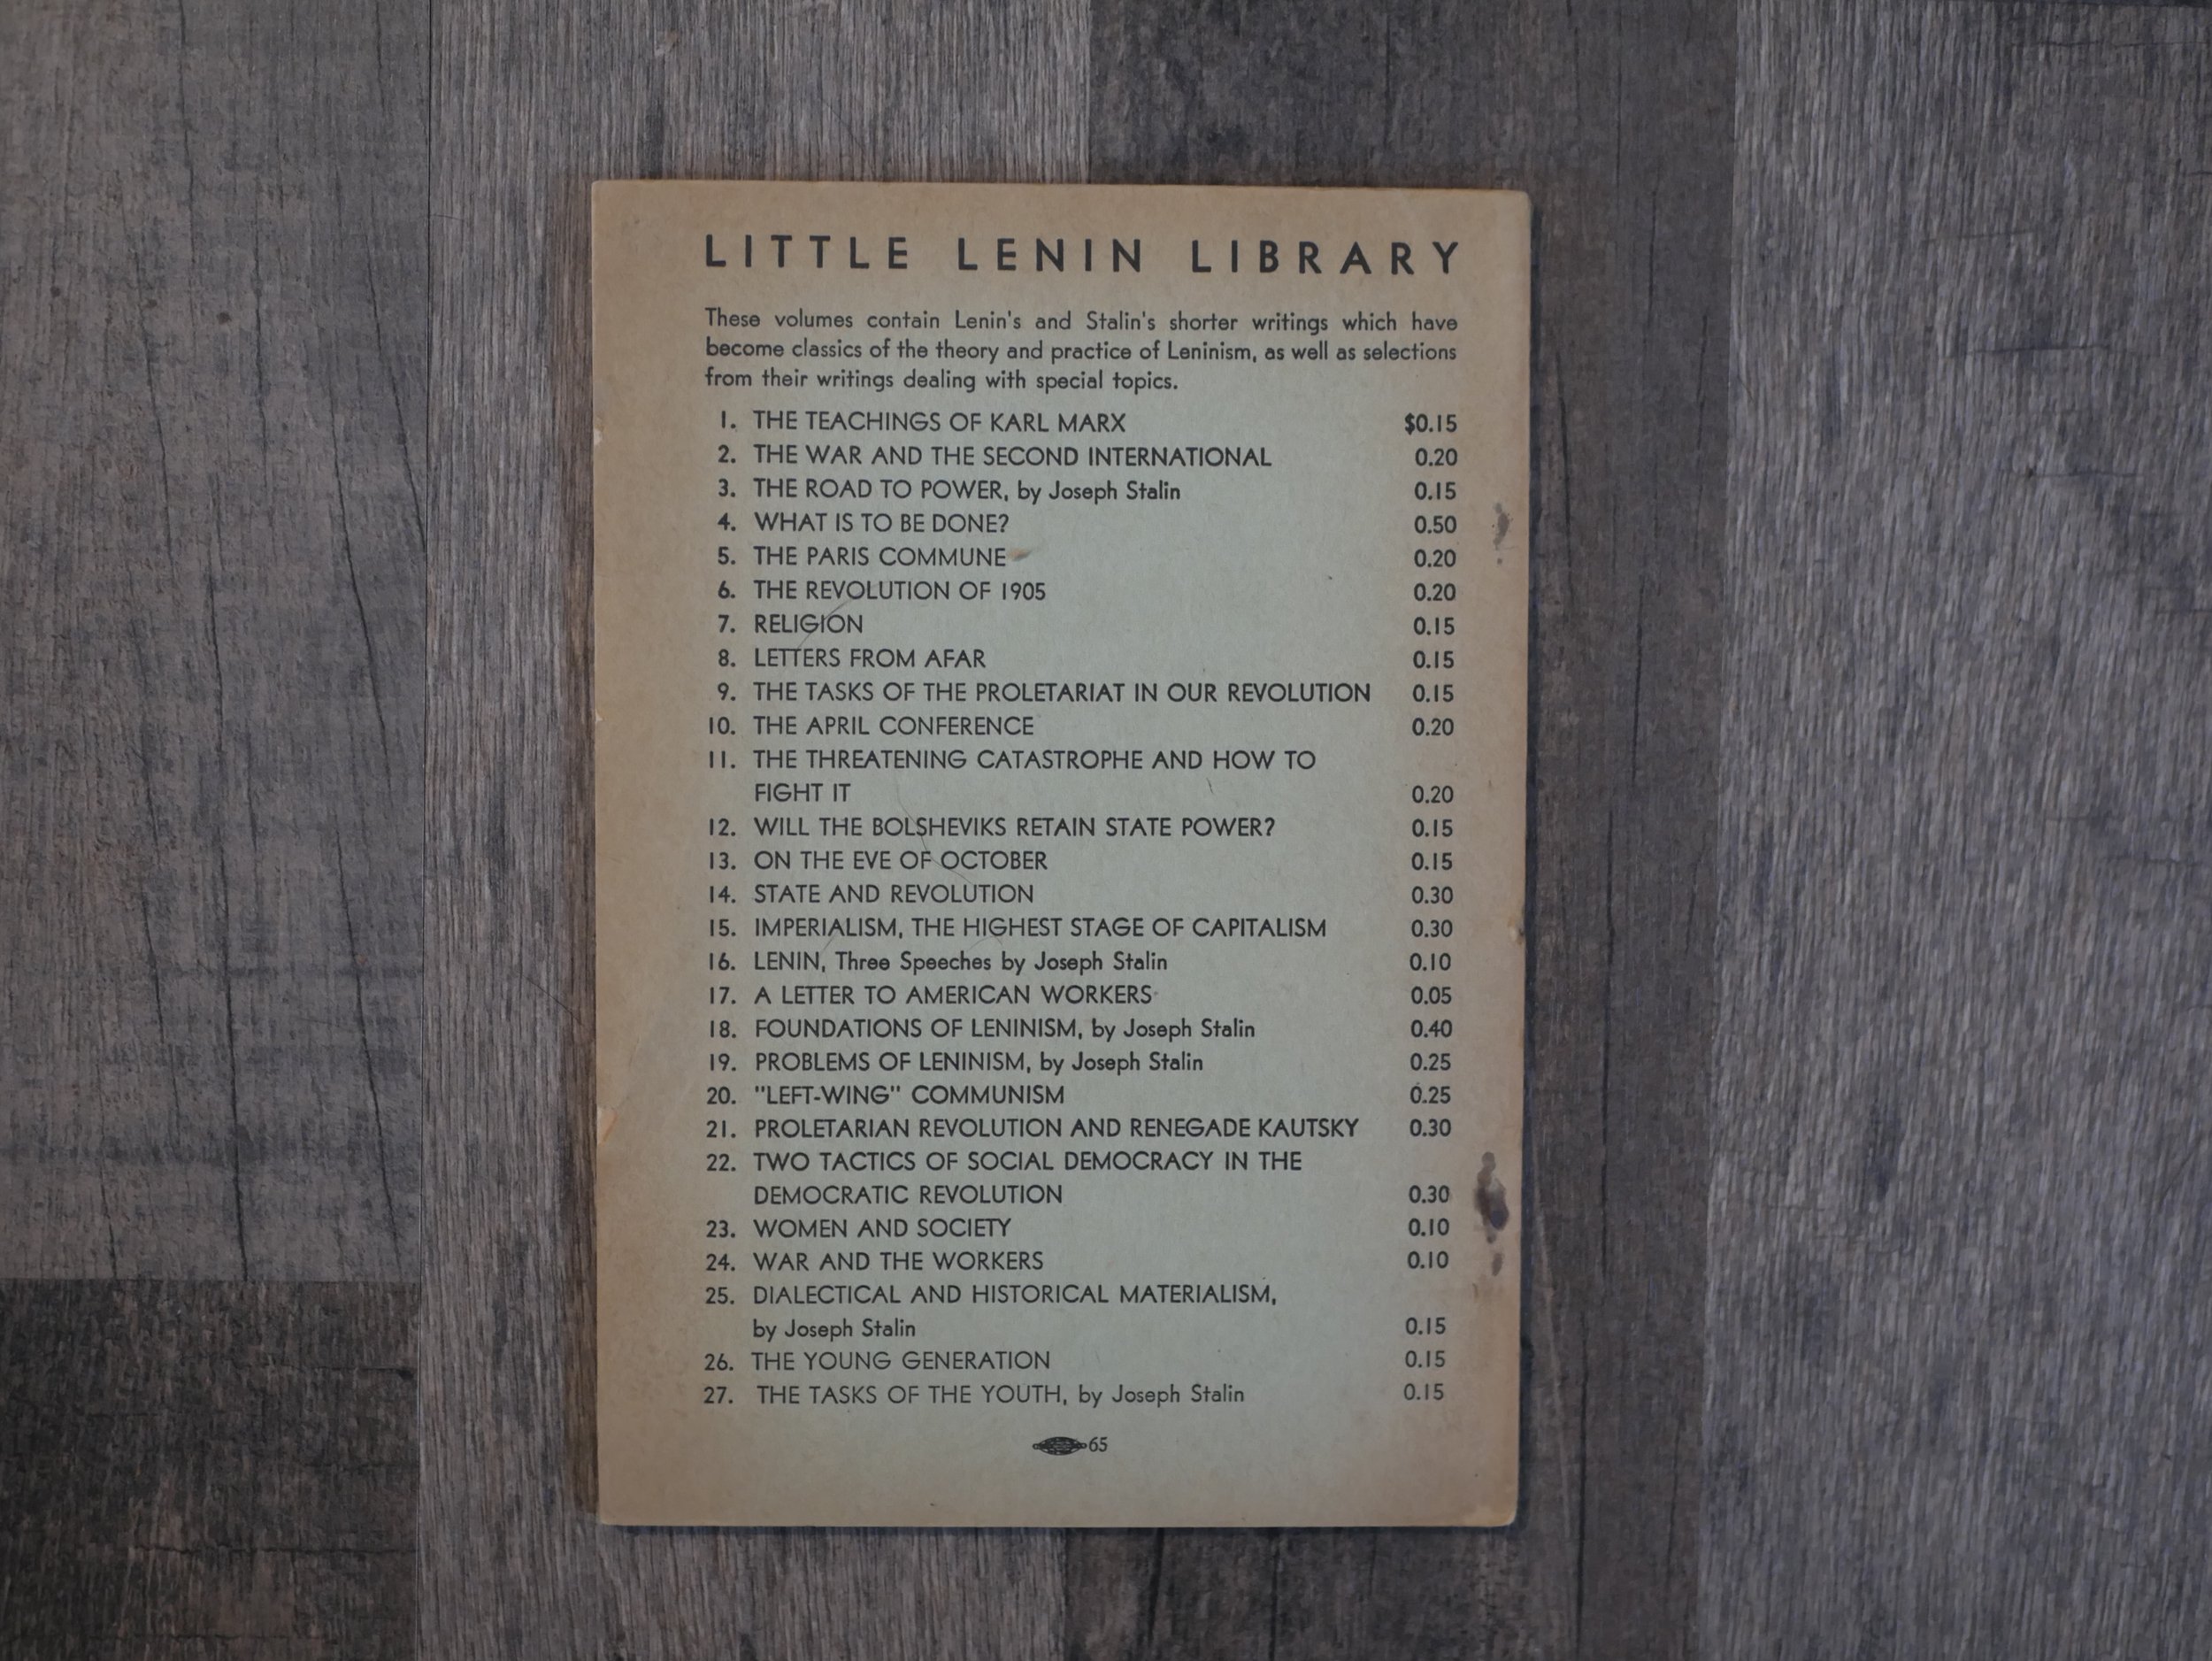 LITTLE LENIN LIBRARY
These volumes contain Lenin's and Stalin's shorter writings which have
become classics of the theory and practice of Leninism, as well as selections
from their writings dealing with special topics.
1. THE TEACHINGS OF KARL MARX $0.15
2. THE WAR AND THE SECOND INTERNATIONAL 0.20
3. THE ROAD TO POWER, by Joseph Stalin 0.15
4. WHAT IS TO BE DONE? 0.50
5. THE PARIS COMMUNE 0.20
6. THE REVOLUTION OF 1905 0.20
7. RELIGION 0.15
8. LETTERS FROM AFAR 0.15
9. THE TASKS OF THE PROLETARIAT IN OUR REVOLUTION 0.15
10. THE APRIL CONFERENCE 0.20
11. THE THREATENING CATASTROPHE AND HOW TO
FIGHT IT 0.20
12. WILL THE BOLSHEVIKS RETAIN STATE POWER? 0.15
13. ON THE EVE OF OCTOBER 0.15
14. STATE AND REVOLUTION 0.30
15. IMPERIALISM, THE HIGHEST STAGE OF CAPITALISM 0.30
16. LENIN, Three Speeches by Joseph Stalin 0.10
17. A LETTER TO AMERICAN WORKERS 0.05
18. FOUNDATIONS OF LENINISM, by Joseph Stalin 0.40
19. PROBLEMS OF LENINISM, by Joseph Stalin 0.25
20. "LEFT-WING" COMMUNISM 0.25
21. PROLETARIAN REVOLUTION AND RENEGADE KAUTSKY 0.30
22. TWO TACTICS OF SOCIAL DEMOCRACY IN THE
DEMOCRATIC REVOLUTION 0.30
23. WOMEN AND SOCIETY 0.10
24. WAR AND THE WORKERS 0.10
25. DIALECTICAL AND HISTORICAL MATERIALISM,
by Joseph Stalin 0.15
26. THE YOUNG GENERATION 0.15
27. THE TASKS OF THE YOUTH, by Joseph Stalin 0.15
65